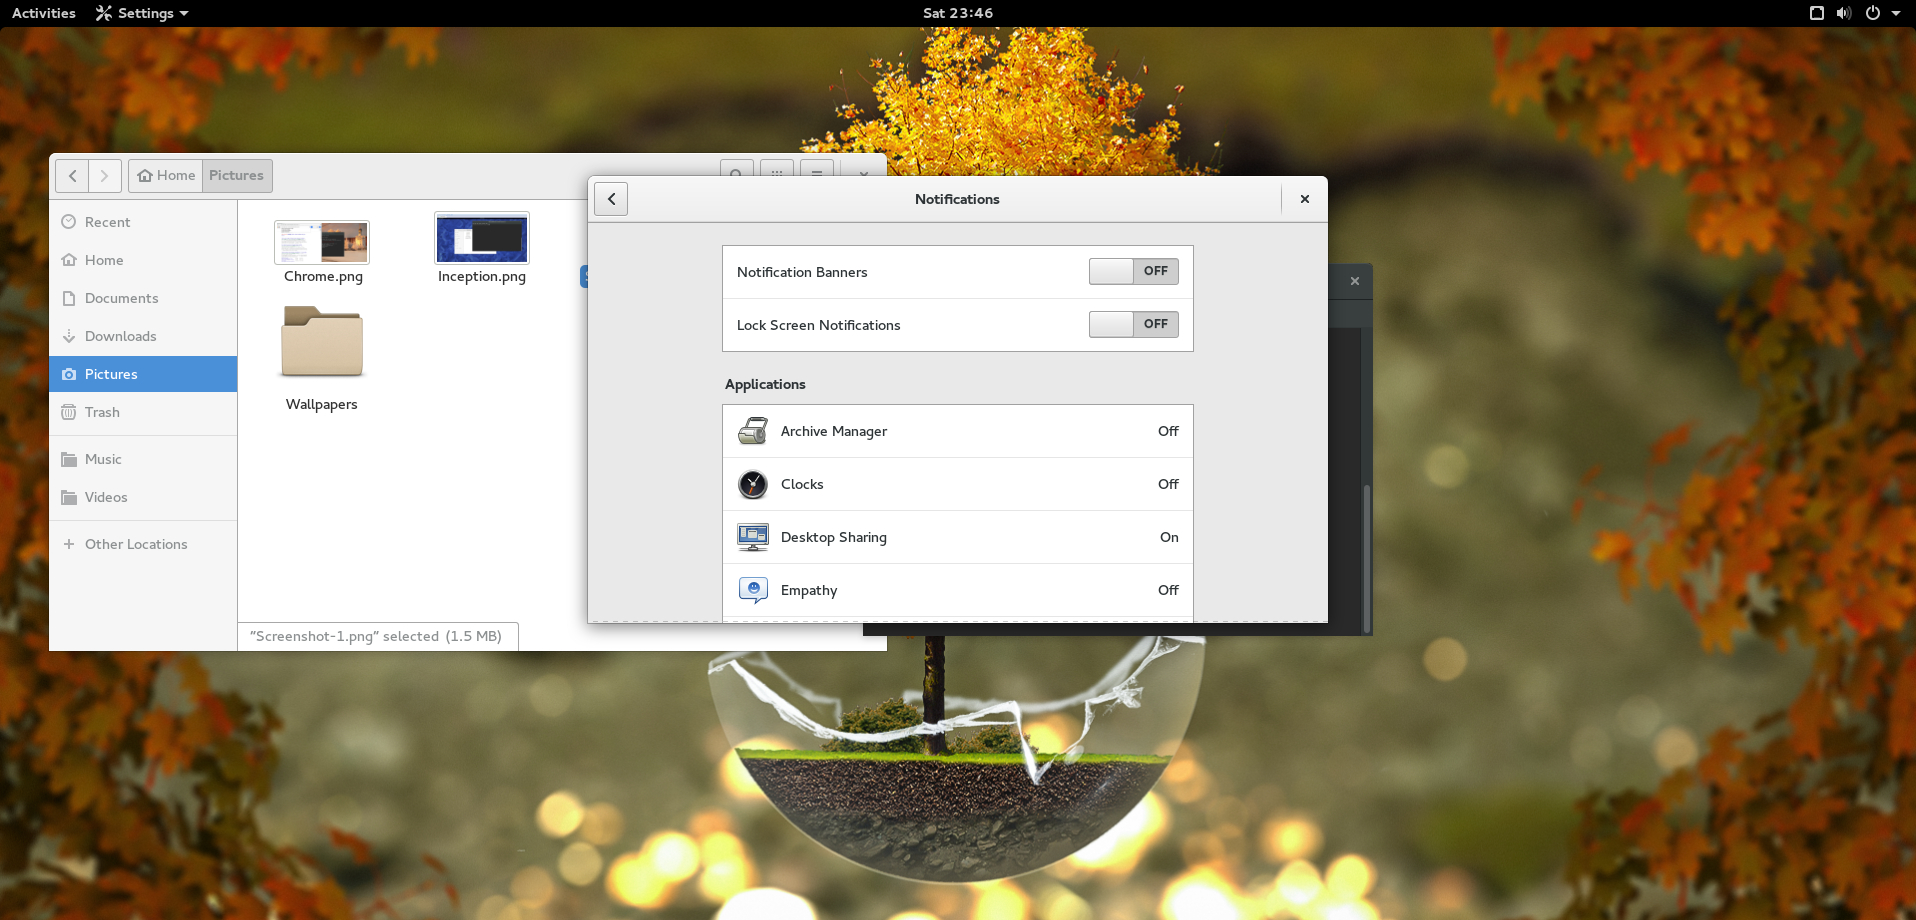 Activities Settings Sat 23:46
Home Pictures
Recent
Home
Documents
Downloads
Pictures
Trash
Music
Videos
Other Locations
Chrome.png Inception.png
Wallpapers
"Screenshot-1.png" selected (1.5 MB)
Notifications
Notification Banners OFF
Lock Screen Notifications OFF
Applications
Archive Manager Off
Clocks Off
Desktop Sharing On
Empathy Off